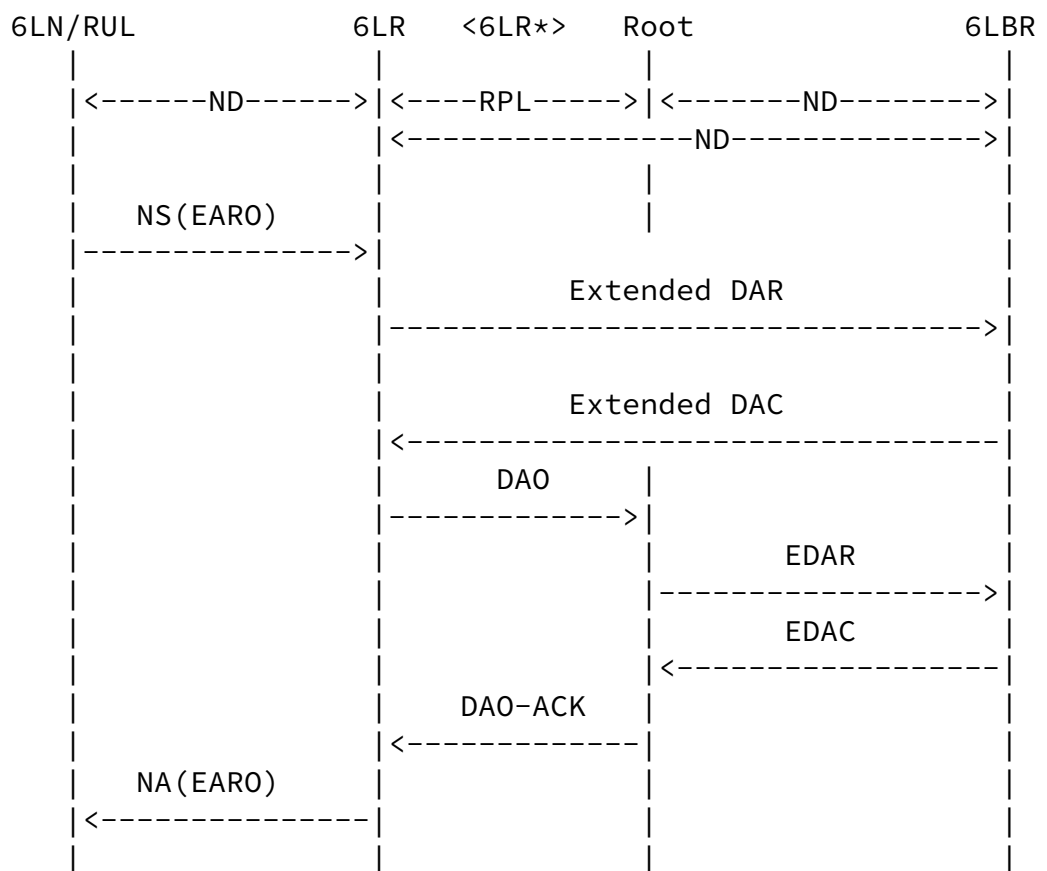 6LN/RUL 6LR <6LR*> Root 6LBR
<------ND------> <----RPL-----> <-------ND-------->
<----------------ND---------------->
NS(EARO)
Extended DAR
Extended DAC
DAO
EDAR
EDAC
DAO-ACK
NA(EARO)